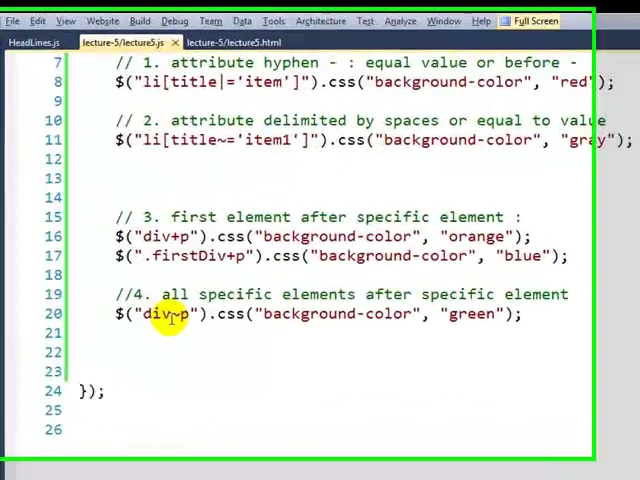 File Edit View Website Build Debug Team Data Tools Architecture Test Analyze Window Help Full Screen
HeadLines.js lecture-5/lecture5.js × lecture-5/lecture5.html
7 // 1. attribute hyphen - : equal value or before -
8 $("li[title|='item']").css("background-color", "red");
9
10 // 2. attribute delimited by spaces or equal to value
11 $("li[title~='item1']").css("background-color", "gray");
12
13
14
15 // 3. first element after specific element :
16 $("div+p").css("background-color", "orange");
17 $(".firstDiv+p").css("background-color", "blue");
18
19 //4. all specific elements after specific element
20 $("div~p").css("background-color", "green");
21
22
23
24 });
25
26